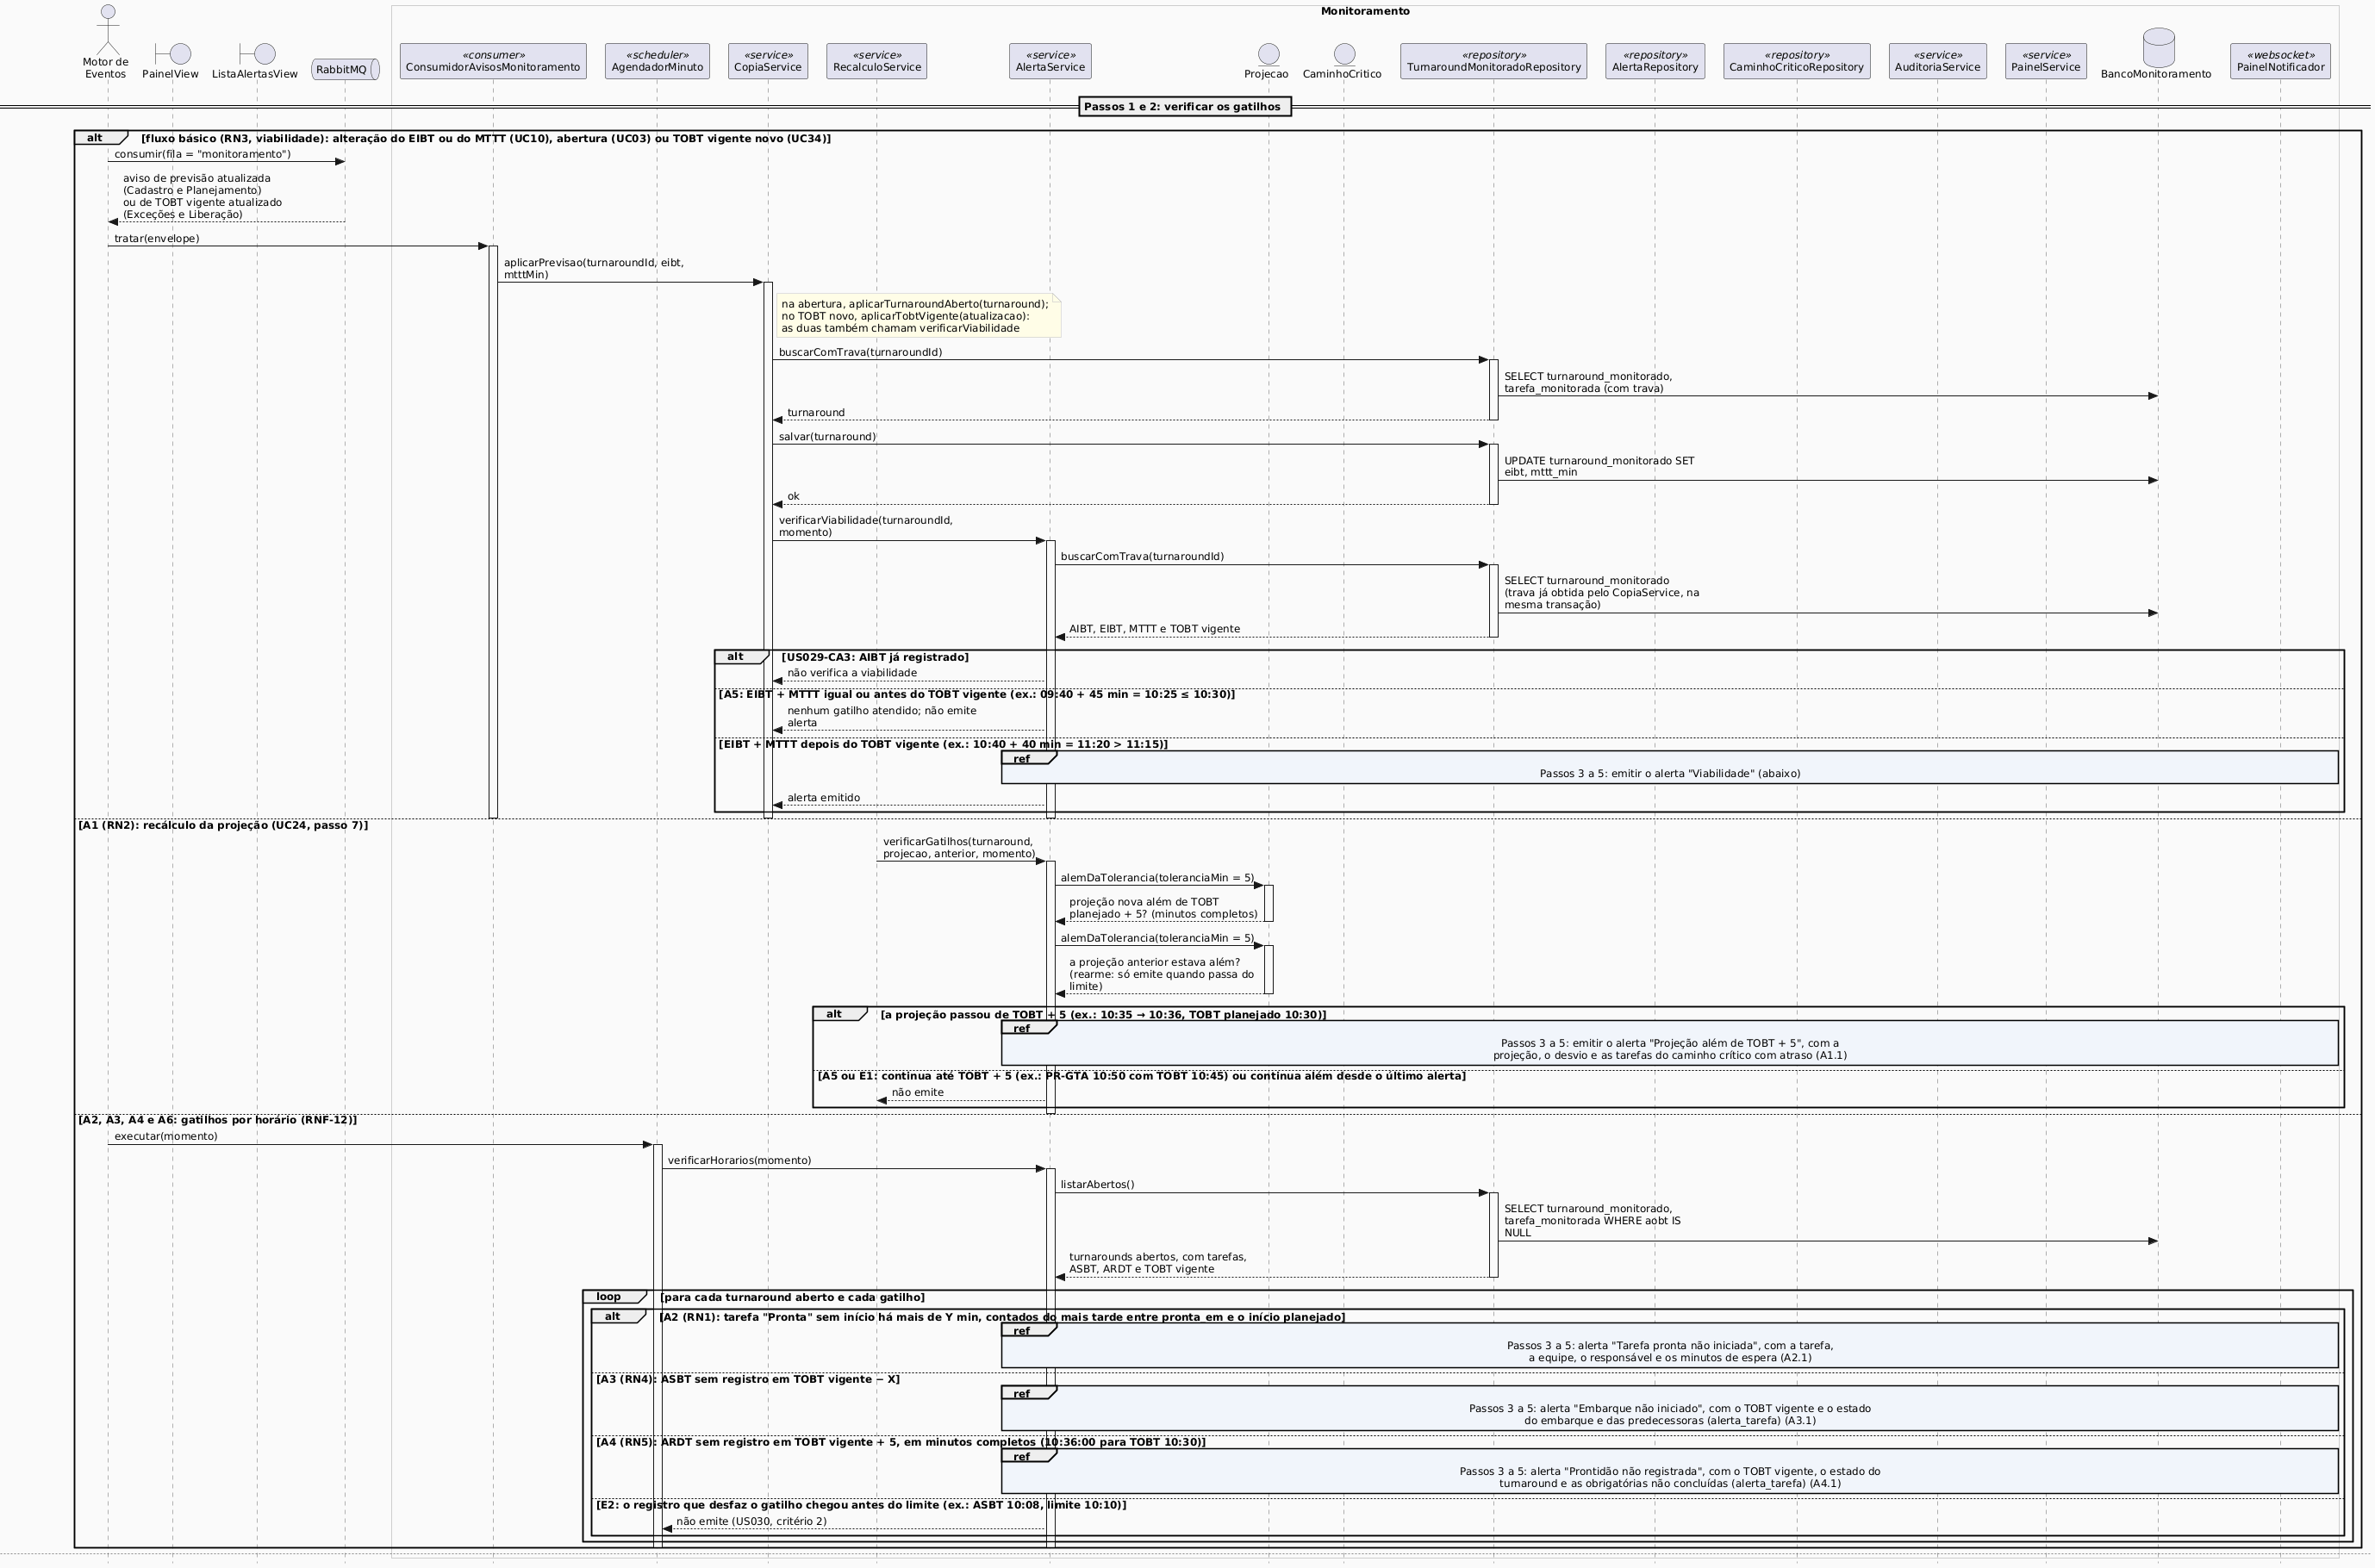 Monitoramento
Motor de
Eventos
PainelView
ListaAlertasView
RabbitMQ
«consumer»
ConsumidorAvisosMonitoramento
«scheduler»
AgendadorMinuto
«service»
CopiaService
«service»
RecalculoService
«service»
AlertaService
Projecao
CaminhoCritico
«repository»
TurnaroundMonitoradoRepository
«repository»
AlertaRepository
«repository»
CaminhoCriticoRepository
«service»
AuditoriaService
«service»
PainelService
BancoMonitoramento
«websocket»
PainelNotificador
Passos 1 e 2: verificar os gatilhos
alt [fluxo básico (RN3, viabilidade): alteração do EIBT ou do MTTT (UC10), abertura (UC03) ou TOBT vigente novo (UC34)]
consumir(fila = "monitoramento")
aviso de previsão atualizada
(Cadastro e Planejamento)
ou de TOBT vigente atualizado
(Exceções e Liberação)
tratar(envelope)
aplicarPrevisao(turnaroundId, eibt,
mtttMin)
na abertura, aplicarTurnaroundAberto(turnaround);
no TOBT novo, aplicarTobtVigente(atualizacao):
as duas também chamam verificarViabilidade
buscarComTrava(turnaroundId)
SELECT turnaround_monitorado,
tarefa_monitorada (com trava)
turnaround
salvar(turnaround)
UPDATE turnaround_monitorado SET
eibt, mttt_min
ok
verificarViabilidade(turnaroundId,
momento)
buscarComTrava(turnaroundId)
SELECT turnaround_monitorado
(trava já obtida pelo CopiaService, na
mesma transação)
AIBT, EIBT, MTTT e TOBT vigente
alt [US029-CA3: AIBT já registrado]
não verifica a viabilidade
[A5: EIBT + MTTT igual ou antes do TOBT vigente (ex.: 09:40 + 45 min = 10:25 ≤ 10:30)]
nenhum gatilho atendido; não emite
alerta
[EIBT + MTTT depois do TOBT vigente (ex.: 10:40 + 40 min = 11:20 > 11:15)]
ref
Passos 3 a 5: emitir o alerta "Viabilidade" (abaixo)
alerta emitido
[A1 (RN2): recálculo da projeção (UC24, passo 7)]
verificarGatilhos(turnaround,
projecao, anterior, momento)
alemDaTolerancia(toleranciaMin = 5)
projeção nova além de TOBT
planejado + 5? (minutos completos)
alemDaTolerancia(toleranciaMin = 5)
a projeção anterior estava além?
(rearme: só emite quando passa do
limite)
alt [a projeção passou de TOBT + 5 (ex.: 10:35 → 10:36, TOBT planejado 10:30)]
ref
Passos 3 a 5: emitir o alerta "Projeção além de TOBT + 5", com a
projeção, o desvio e as tarefas do caminho crítico com atraso (A1.1)
[A5 ou E1: continua até TOBT + 5 (ex.: PR-GTA 10:50 com TOBT 10:45) ou continua além desde o último alerta]
não emite
[A2, A3, A4 e A6: gatilhos por horário (RNF-12)]
executar(momento)
verificarHorarios(momento)
listarAbertos()
SELECT turnaround_monitorado,
tarefa_monitorada WHERE aobt IS
NULL
turnarounds abertos, com tarefas,
ASBT, ARDT e TOBT vigente
loop [para cada turnaround aberto e cada gatilho]
alt [A2 (RN1): tarefa "Pronta" sem início há mais de Y min, contados do mais tarde entre pronta_em e o início planejado]
ref
Passos 3 a 5: alerta "Tarefa pronta não iniciada", com a tarefa,
a equipe, o responsável e os minutos de espera (A2.1)
[A3 (RN4): ASBT sem registro em TOBT vigente − X]
ref
Passos 3 a 5: alerta "Embarque não iniciado", com o TOBT vigente e o estado
do embarque e das predecessoras (alerta_tarefa) (A3.1)
[A4 (RN5): ARDT sem registro em TOBT vigente + 5, em minutos completos (10:36:00 para TOBT 10:30)]
ref
Passos 3 a 5: alerta "Prontidão não registrada", com o TOBT vigente, o estado do
turnaround e as obrigatórias não concluídas (alerta_tarefa) (A4.1)
[E2: o registro que desfaz o gatilho chegou antes do limite (ex.: ASBT 10:08, limite 10:10)]
não emite (US030, critério 2)